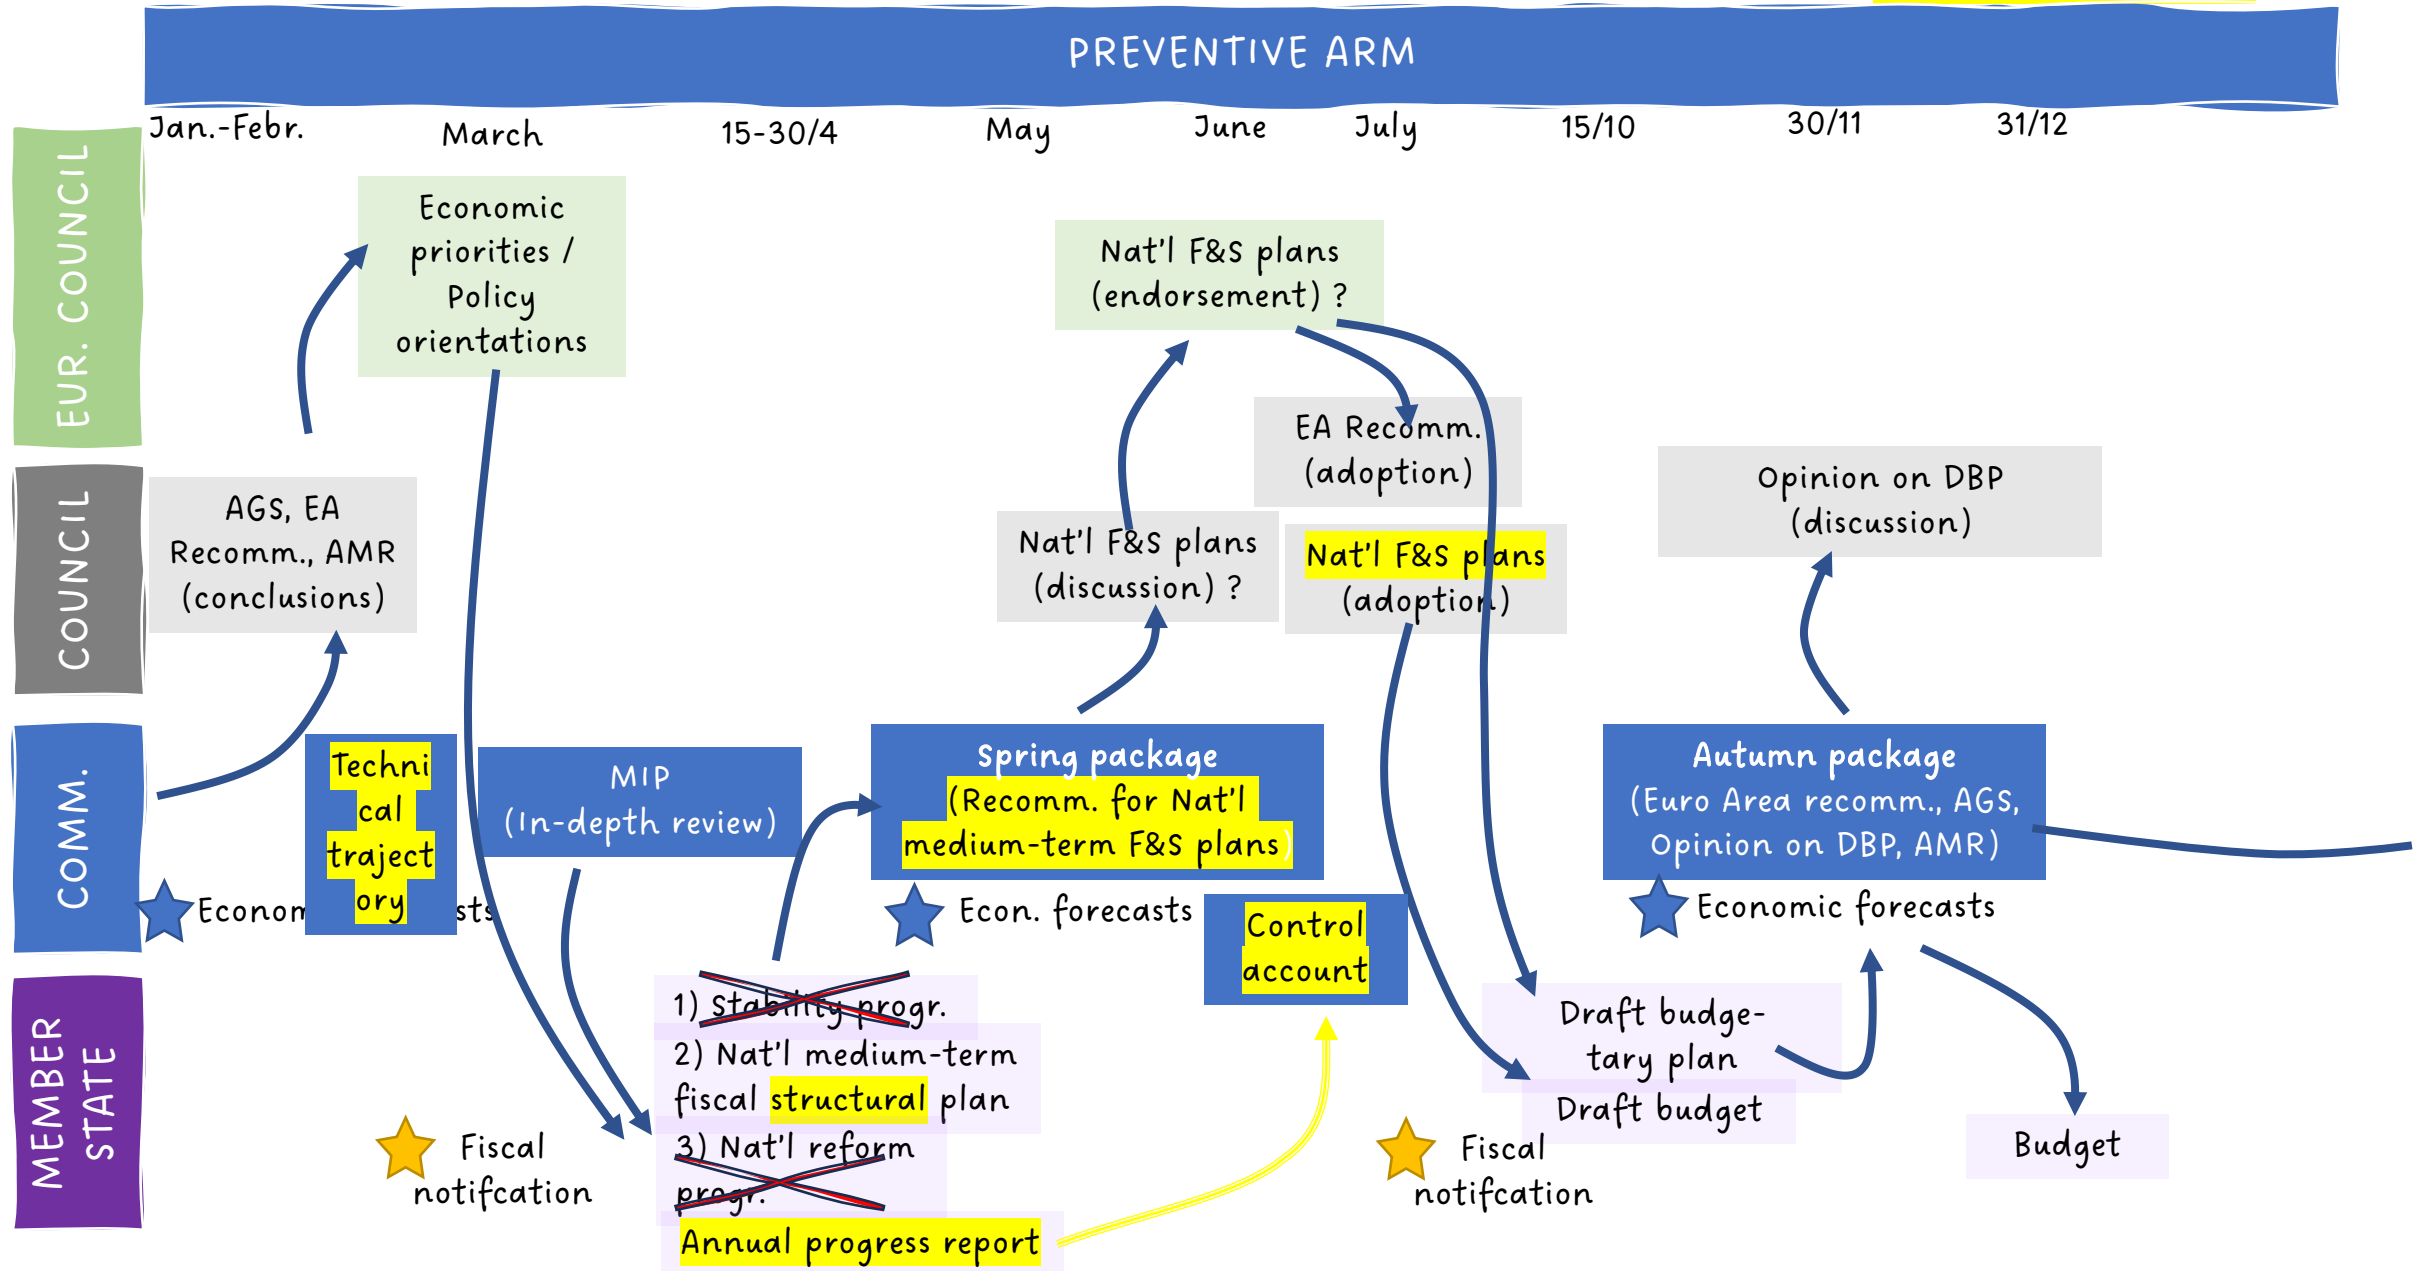 PREVENTIVE ARM
Jan.-Febr.
March
15-30/4
May
June
July
15/10
30/11
31/12
EUR. COUNCIL
Economic
priorities /
Policy
orientations
Nat'l F&S plans
(endorsement) ?
COUNCIL
AGs, EA
Recomm., AMR
(conclusions)
Nat'l F&S plans
(discussion) ?
EA Recomm.
(adoption)
Nat'l F&S plans
(adoption)
Opinion on DBP
(discussion)
COMM.
Techni
cal
traject
ory
MIP
(In-depth review)
Spring package
(Recomm. for Nat'l
medium-term F&S plans)
Autumn package
(Euro Area recomm., AGs,
Opinion on DBP, AMR)
Econ. forecasts
Control
account
Economic forecasts
MEMBER
STATE
Fiscal
notifcation
1) Stability progr.
2) Nat'l medium-term
fiscal structural plan
3) Nat'l reform
progr.
Annual progress report
Draft budge-
tary plan
Draft budget
Fiscal
notifcation
Budget